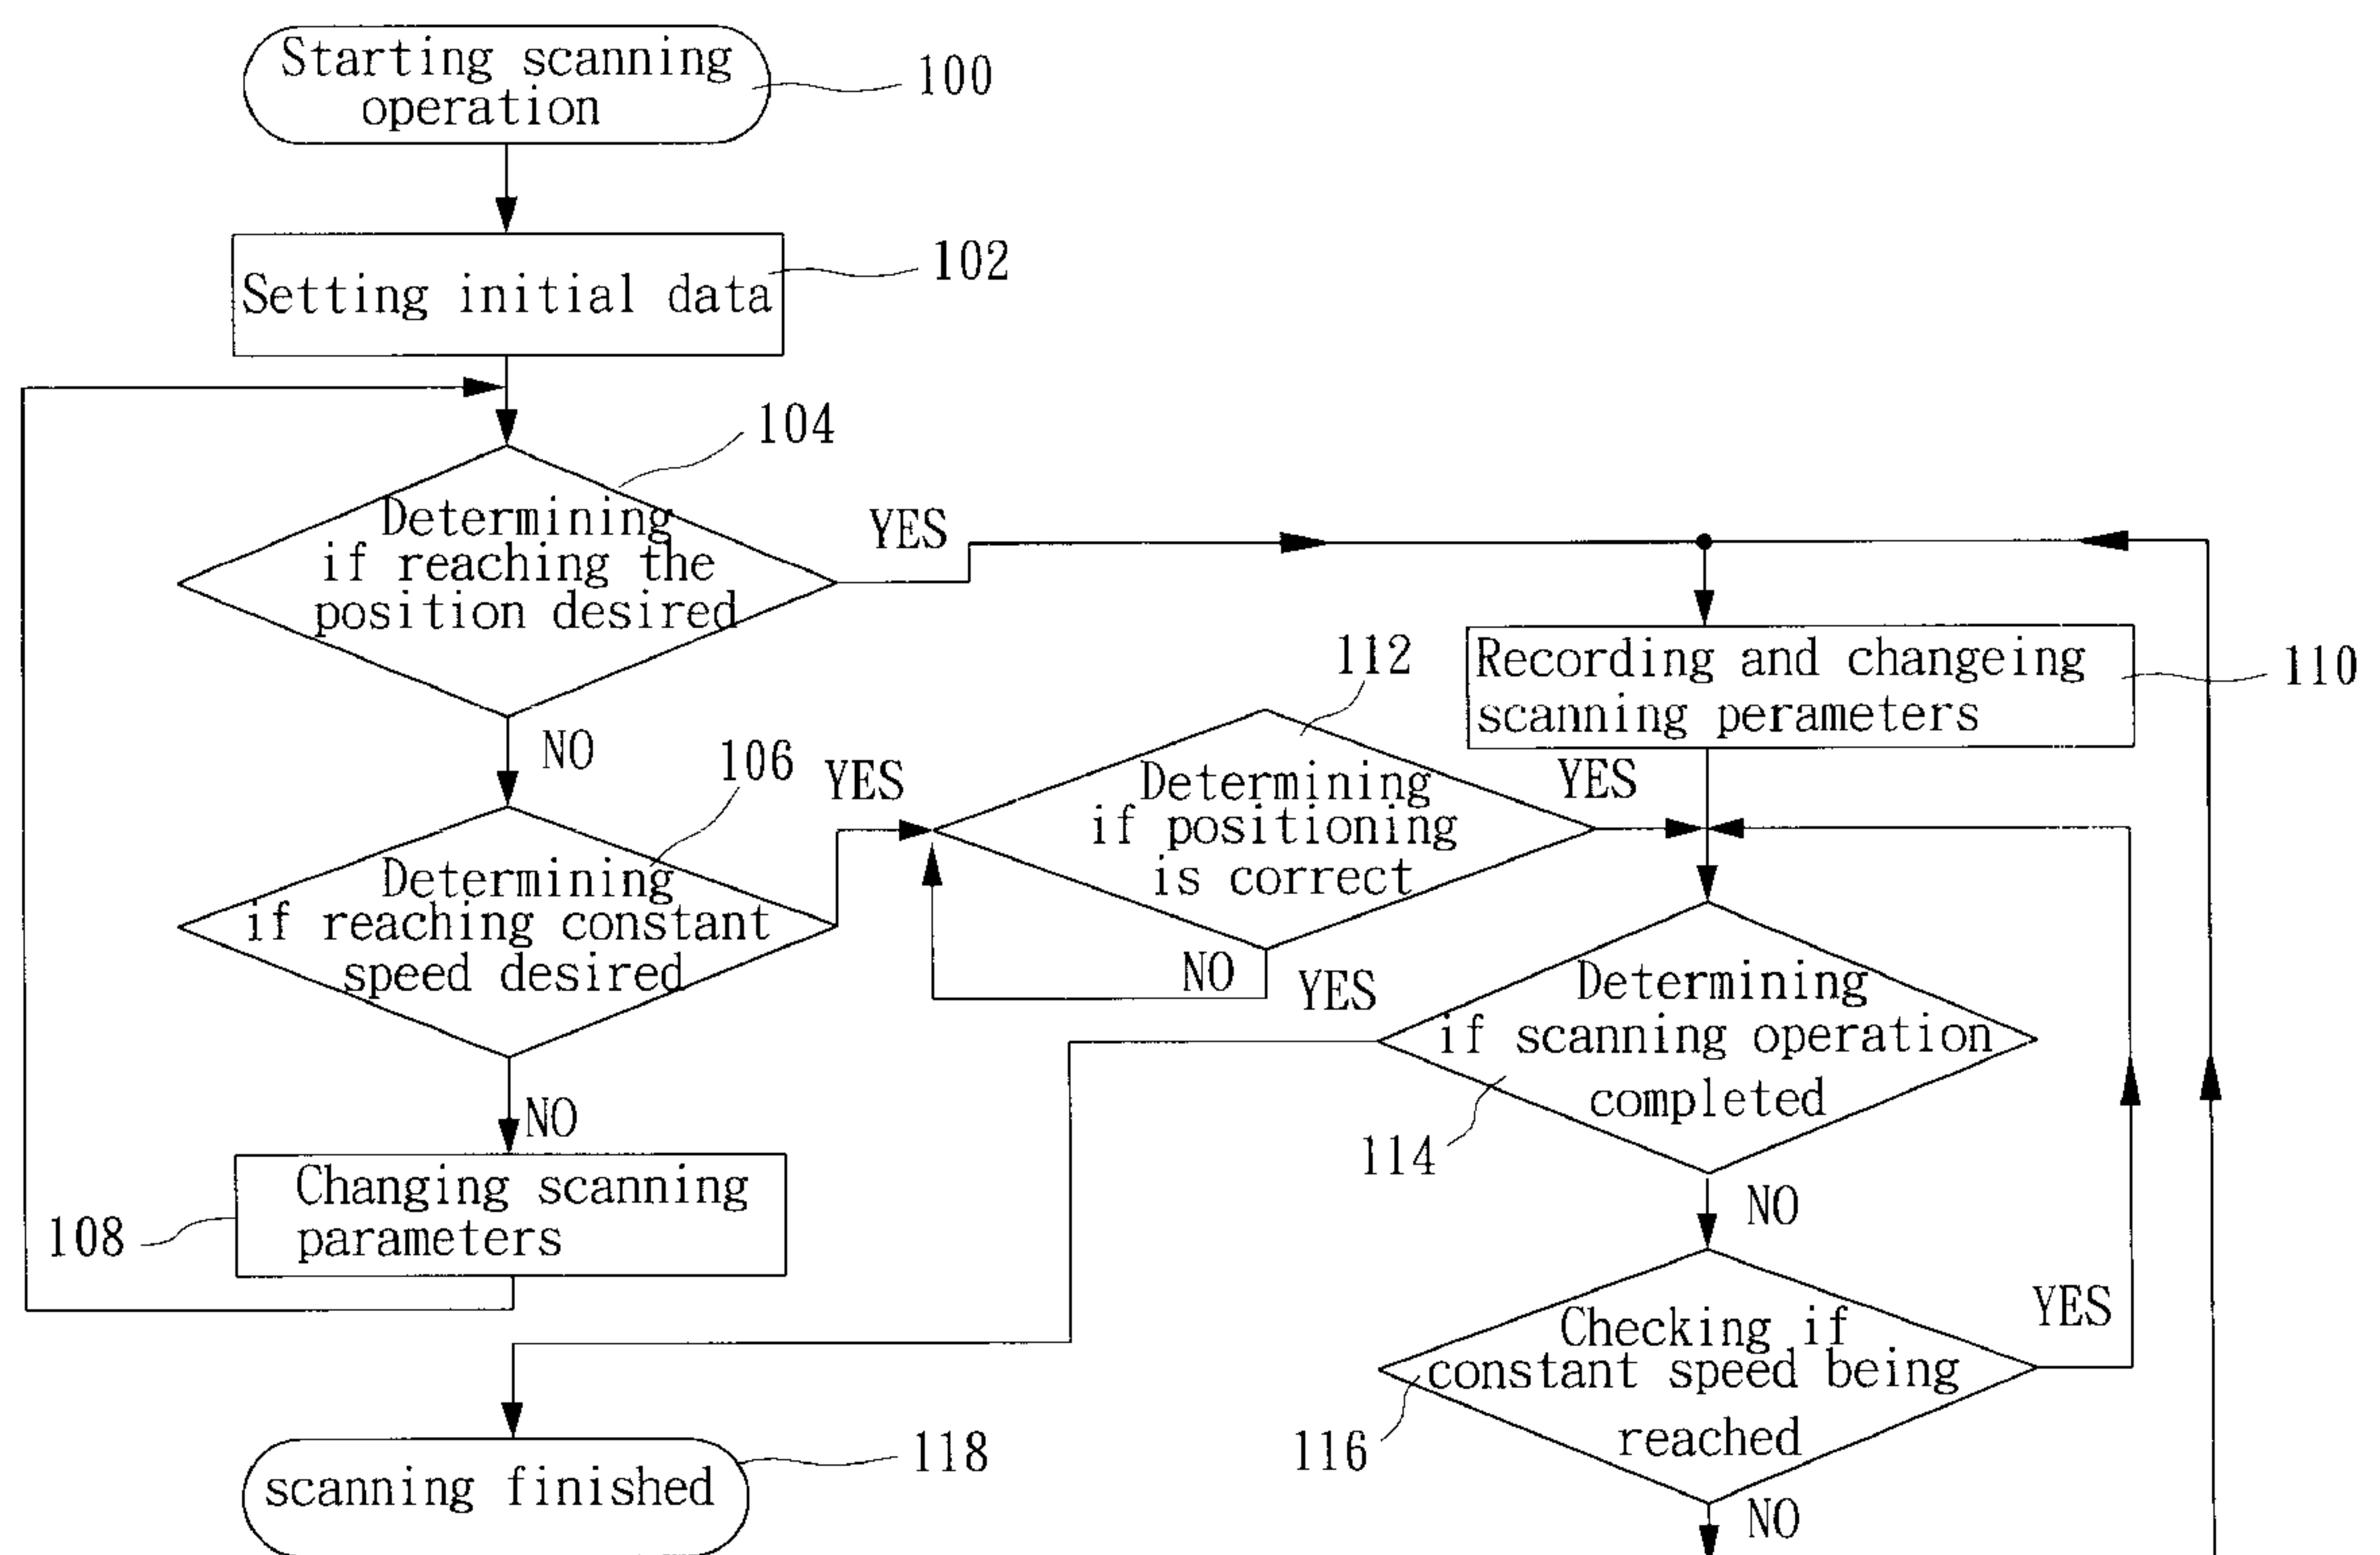 Starting scanning
operation
100
Setting initial data
102
104
Determining
if reaching the
position desired
YES
NO
106
Determining
if reaching constant
speed desired
YES
NO
Changing scanning
parameters
108
110
Recording and changeing
scanning perameters
112
Determining
if positioning
is correct
YES
NO
YES
Determining
if scanning operation
completed
114
NO
Checking if
constant speed being
reached
116
YES
NO
scanning finished
118